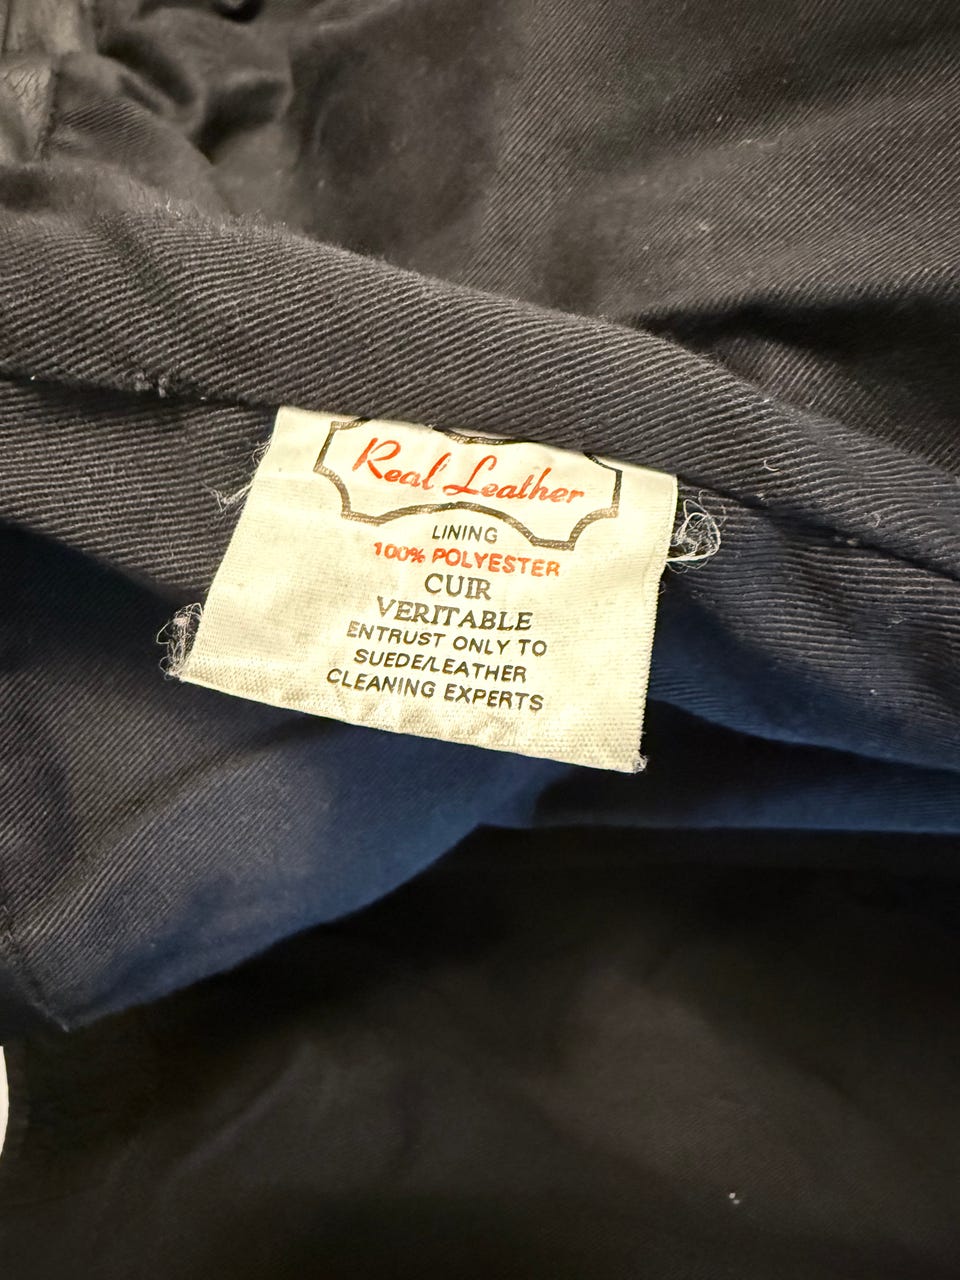 Real Leather
LINING
100% POLYESTER
CUIR
VERITABLE
ENTRUST ONLY TO
SUEDE/LEATHER
CLEANING EXPERTS